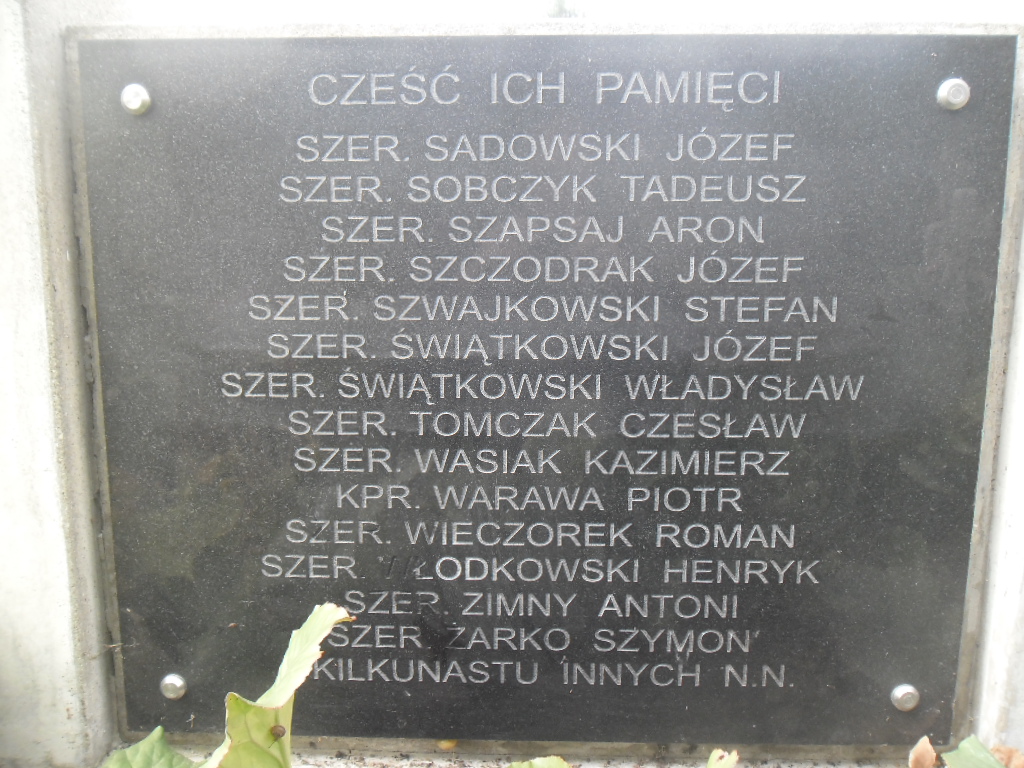 CZEŚĆ ICH PAMIĘCI
SZER. SADOWSKI JÓZEF
SZER. SOBCZYK TADEUSZ
SZER. SZAPSAJ ARON
SZER. SZCZODRAK JÓZEF
SZER. SZWAJKOWSKI STEFAN
SZER. ŚWIĄTKOWSKI JÓZEF
SZER. ŚWIĄTKOWSKI WŁADYSŁAW
SZER. TOMCZAK CZESŁAW
SZER. WASIAK KAZIMIERZ
KPR. WARAWA PIOTR
SZER. WIECZOREK ROMAN
SZER. WŁODKOWSKI HENRYK
SZER. ZIMNY ANTONI
SZER. ŻARKO SZYMON
KILKUNASTU INNYCH N.N.